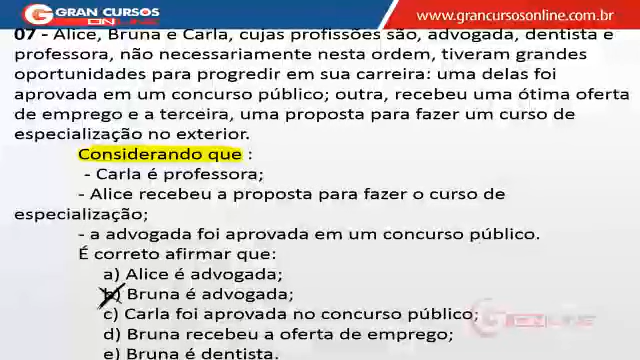 GRAN CURSOS
ONLINE
www.grancursosonline.com.br
07 - Alice, Bruna e Carla, cujas profissões são, advogada, dentista e
professora, não necessariamente nesta ordem, tiveram grandes
oportunidades para progredir em sua carreira: uma delas foi
aprovada em um concurso público; outra, recebeu uma ótima oferta
de emprego e a terceira, uma proposta para fazer um curso de
especialização no exterior.
Considerando que :
- Carla é professora;
- Alice recebeu a proposta para fazer o curso de
especialização;
- a advogada foi aprovada em um concurso público.
É correto afirmar que:
a) Alice é advogada;
b) Bruna é advogada;
c) Carla foi aprovada no concurso público;
d) Bruna recebeu a oferta de emprego;
e) Bruna é dentista.